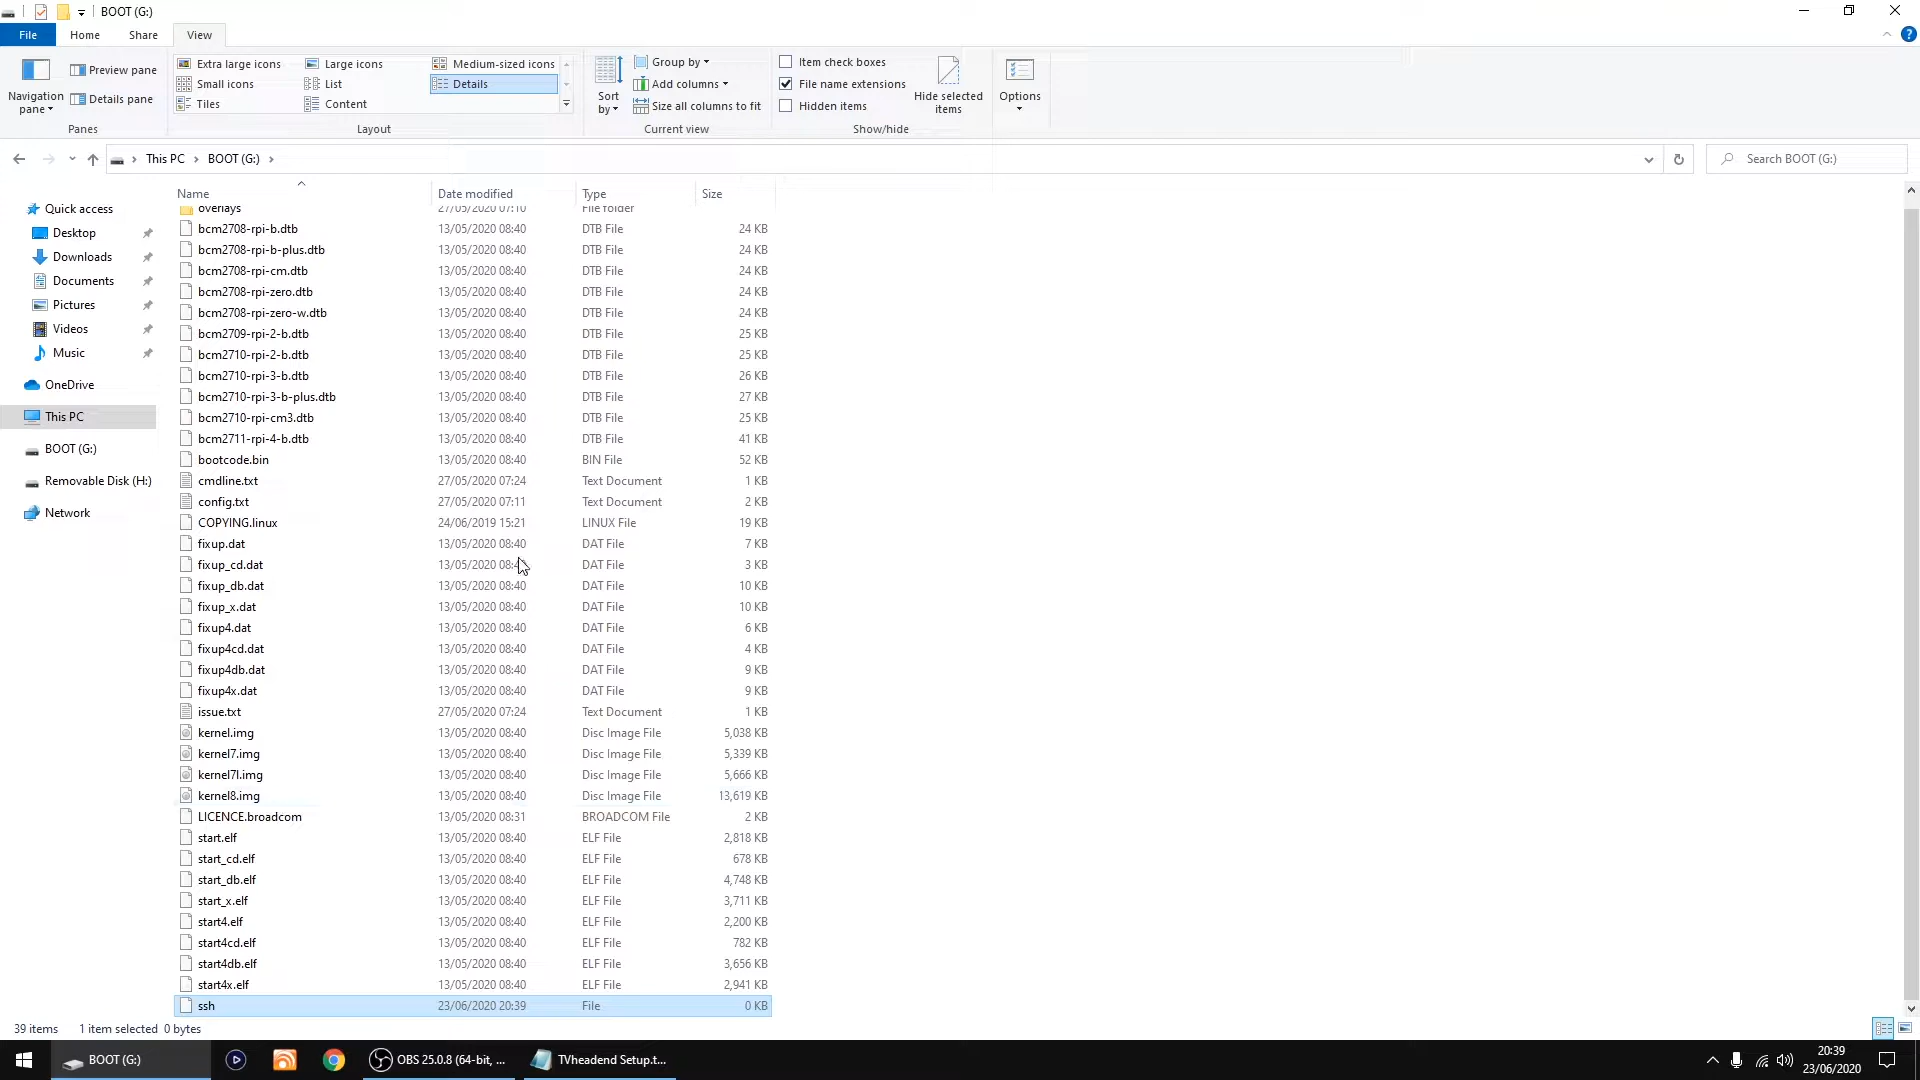 BOOT (G:)
File Home Share View
Navigation pane
Preview pane
Details pane
Panes
Extra large icons Large icons Medium-sized icons
Small icons List Details
Tiles Content
Layout
Sort by
Group by
Add columns
Size all columns to fit
Current view
Item check boxes
File name extensions
Hidden items
Hide selected items
Show/hide
Options
This PC BOOT (G:)
Search BOOT (G:)
Quick access
Desktop
Downloads
Documents
Pictures
Videos
Music
OneDrive
This PC
BOOT (G:)
Removable Disk (H:)
Network
Name Date modified Type Size
overlays 27/05/2020 07:10 File folder
bcm2708-rpi-b.dtb 13/05/2020 08:40 DTB File 24 KB
bcm2708-rpi-b-plus.dtb 13/05/2020 08:40 DTB File 24 KB
bcm2708-rpi-cm.dtb 13/05/2020 08:40 DTB File 24 KB
bcm2708-rpi-zero.dtb 13/05/2020 08:40 DTB File 24 KB
bcm2708-rpi-zero-w.dtb 13/05/2020 08:40 DTB File 24 KB
bcm2709-rpi-2-b.dtb 13/05/2020 08:40 DTB File 25 KB
bcm2710-rpi-2-b.dtb 13/05/2020 08:40 DTB File 25 KB
bcm2710-rpi-3-b.dtb 13/05/2020 08:40 DTB File 26 KB
bcm2710-rpi-3-b-plus.dtb 13/05/2020 08:40 DTB File 27 KB
bcm2710-rpi-cm3.dtb 13/05/2020 08:40 DTB File 25 KB
bcm2711-rpi-4-b.dtb 13/05/2020 08:40 DTB File 41 KB
bootcode.bin 13/05/2020 08:40 BIN File 52 KB
cmdline.txt 27/05/2020 07:24 Text Document 1 KB
config.txt 27/05/2020 07:11 Text Document 2 KB
COPYING.linux 24/06/2019 15:21 LINUX File 19 KB
fixup.dat 13/05/2020 08:40 DAT File 7 KB
fixup_cd.dat 13/05/2020 08:40 DAT File 3 KB
fixup_db.dat 13/05/2020 08:40 DAT File 10 KB
fixup_x.dat 13/05/2020 08:40 DAT File 10 KB
fixup4.dat 13/05/2020 08:40 DAT File 6 KB
fixup4cd.dat 13/05/2020 08:40 DAT File 4 KB
fixup4db.dat 13/05/2020 08:40 DAT File 9 KB
fixup4x.dat 13/05/2020 08:40 DAT File 9 KB
issue.txt 27/05/2020 07:24 Text Document 1 KB
kernel.img 13/05/2020 08:40 Disc Image File 5,038 KB
kernel7.img 13/05/2020 08:40 Disc Image File 5,339 KB
kernel7l.img 13/05/2020 08:40 Disc Image File 5,666 KB
kernel8.img 13/05/2020 08:40 Disc Image File 13,619 KB
LICENCE.broadcom 13/05/2020 08:31 BROADCOM File 2 KB
start.elf 13/05/2020 08:40 ELF File 2,818 KB
start_cd.elf 13/05/2020 08:40 ELF File 678 KB
start_db.elf 13/05/2020 08:40 ELF File 4,748 KB
start_x.elf 13/05/2020 08:40 ELF File 3,711 KB
start4.elf 13/05/2020 08:40 ELF File 2,200 KB
start4cd.elf 13/05/2020 08:40 ELF File 782 KB
start4db.elf 13/05/2020 08:40 ELF File 3,656 KB
start4x.elf 13/05/2020 08:40 ELF File 2,941 KB
ssh 23/06/2020 20:39 File 0 KB
39 items 1 item selected 0 bytes
BOOT (G:) OBS 25.0.8 (64-bit, ... TVheadend Setup.t...
20:39
23/06/2020